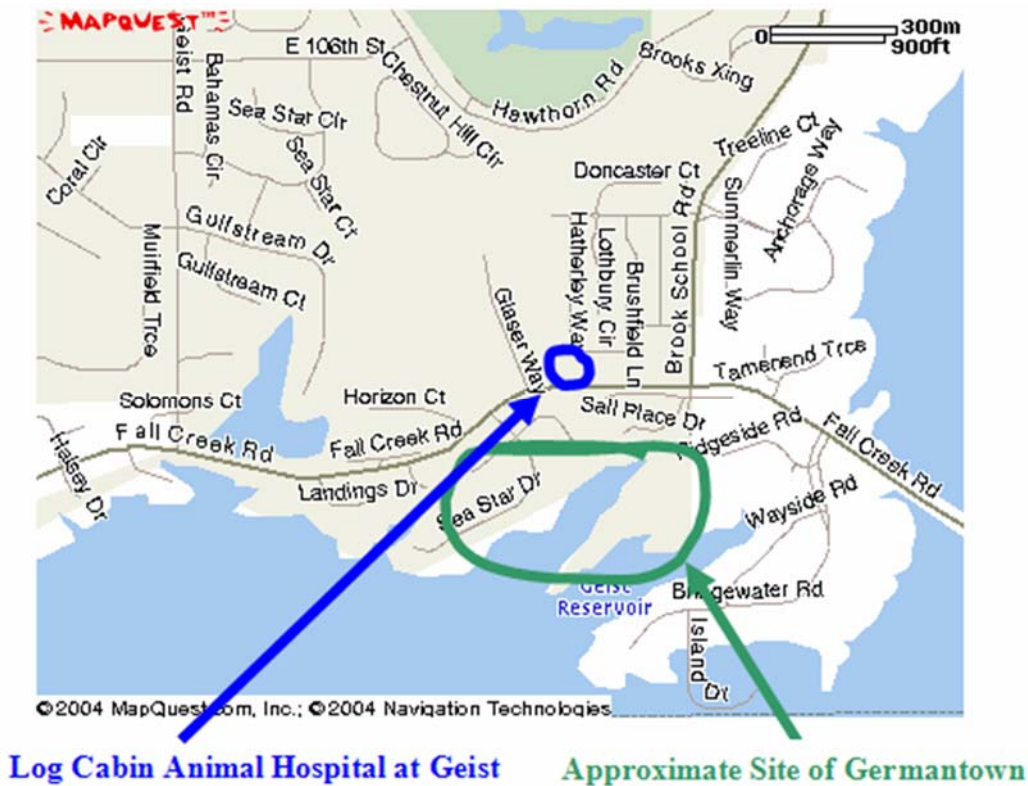 MAPQUEST™
300m
0
900ft
E 106th St
Geist Rd
Bahamas Cir
Sea Star Cir
Sea Star Ct
Chestnut Hill Cir
Hawthorn Rd
Brooks Xing
Coral Cir
Muirfield Trce
Gulfstream Dr
Gulfstream Ct
Doncaster Ct
Treeline Ct
Anchorage Way
Summerlin Way
Hatherley Way
Lothbury Cir
Brushfield Ln
Brook School Rd
Glaser Way
Tamenend Trce
Solomons Ct
Horizon Ct
Sail Place Dr
Fall Creek Rd
Fall Creek Rd
Ridgeside Rd
Fall Creek Rd
Halsey Dr
Landings Dr
Sea Star Dr
Wayside Rd
Geist
Reservoir
Bridgewater Rd
Island Dr
©2004 MapQuest.com, Inc.; ©2004 Navigation Technologies
Log Cabin Animal Hospital at Geist
Approximate Site of Germantown